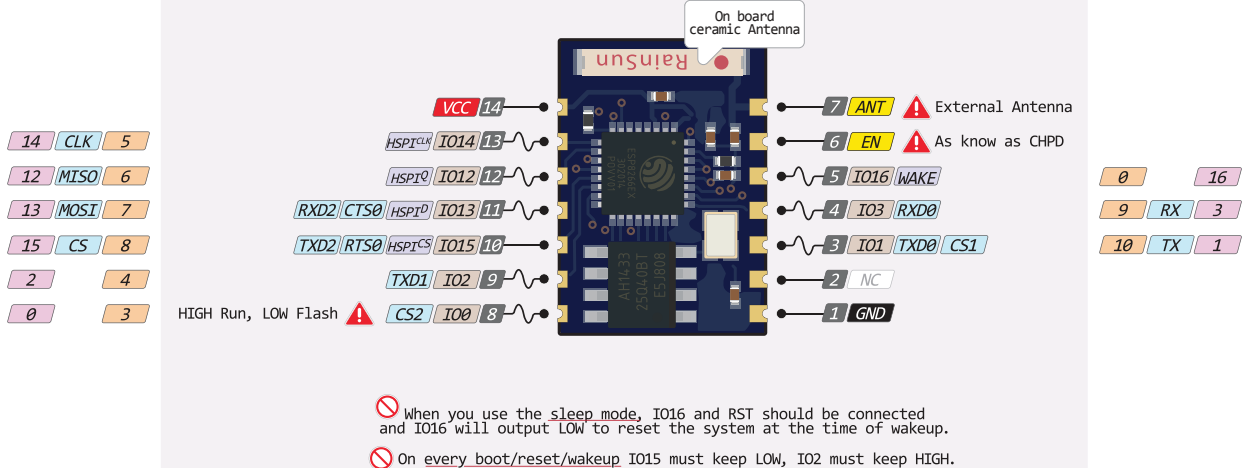 On board
ceramic Antenna
RainSun
VCC 14
7 ANT External Antenna
14 CLK 5 HSPICLK IO14 13
6 EN As know as CHPD
12 MISO 6 HSPIQ IO12 12
5 IO16 WAKE 0 16
13 MOSI 7 RXD2 CTS0 HSPID IO13 11
4 IO3 RXD0 9 RX 3
15 CS 8 TXD2 RTS0 HSPICS IO15 10
3 IO1 TXD0 CS1 10 TX 1
2 4 TXD1 IO2 9
2 NC
0 3 HIGH Run, LOW Flash CS2 IO0 8
1 GND
ESP8266EX
302014
P0VV01
AH1433
25Q40BT
E5J808
When you use the sleep mode, IO16 and RST should be connected
and IO16 will output LOW to reset the system at the time of wakeup.
On every boot/reset/wakeup IO15 must keep LOW, IO2 must keep HIGH.